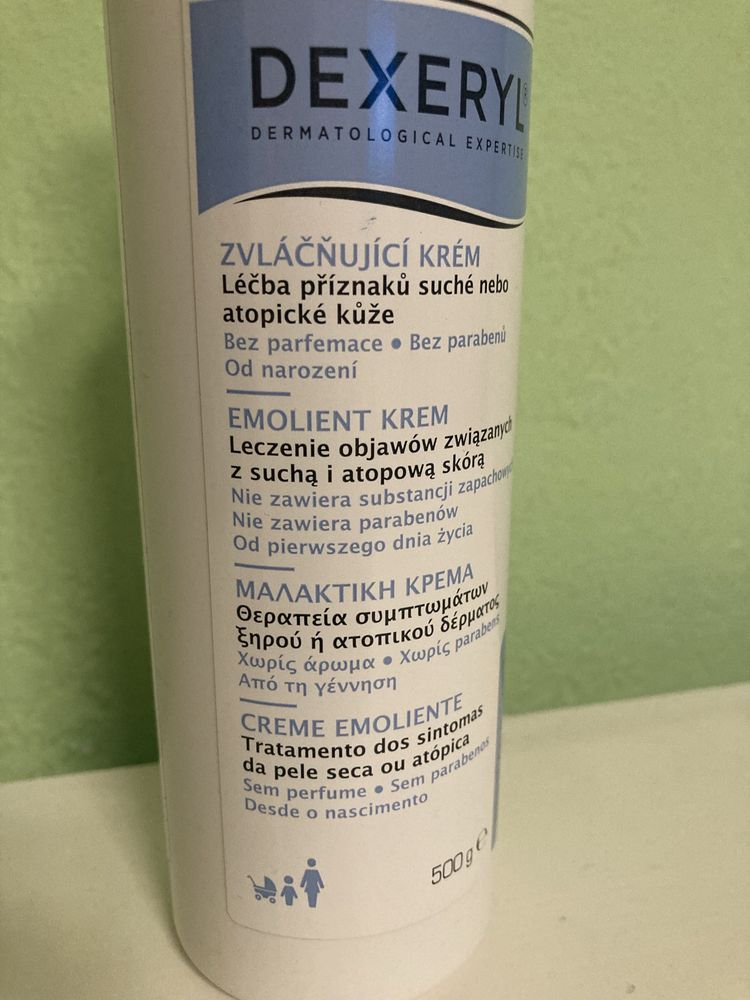 DEXERYL®
DERMATOLOGICAL EXPERTISE
ZVLÁČŇUJÍCÍ KRÉM
Léčba příznaků suché nebo
atopické kůže
Bez parfemace • Bez parabenů
Od narození
EMOLIENT KREM
Leczenie objawów związanych
z suchą i atopową skórą
Nie zawiera substancji zapachowych
Nie zawiera parabenów
Od pierwszego dnia życia
ΜΑΛΑΚΤΙΚΗ ΚΡΕΜΑ
Θεραπεία συμπτωμάτων
ξηρού ή ατοπικού δέρματος
Χωρίς άρωμα • Χωρίς parabens
Από τη γέννηση
CREME EMOLIENTE
Tratamento dos sintomas
da pele seca ou atópica
Sem perfume • Sem parabenos
Desde o nascimento
500 g ℮